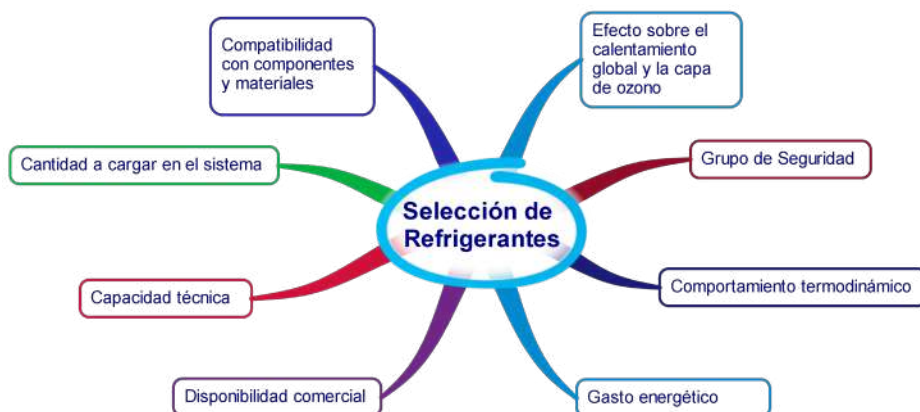 Compatibilidad
con componentes
y materiales
Efecto sobre el
calentamiento
global y la capa
de ozono
Cantidad a cargar en el sistema
Grupo de Seguridad
Selección de
Refrigerantes
Capacidad técnica
Comportamiento termodinámico
Disponibilidad comercial
Gasto energético